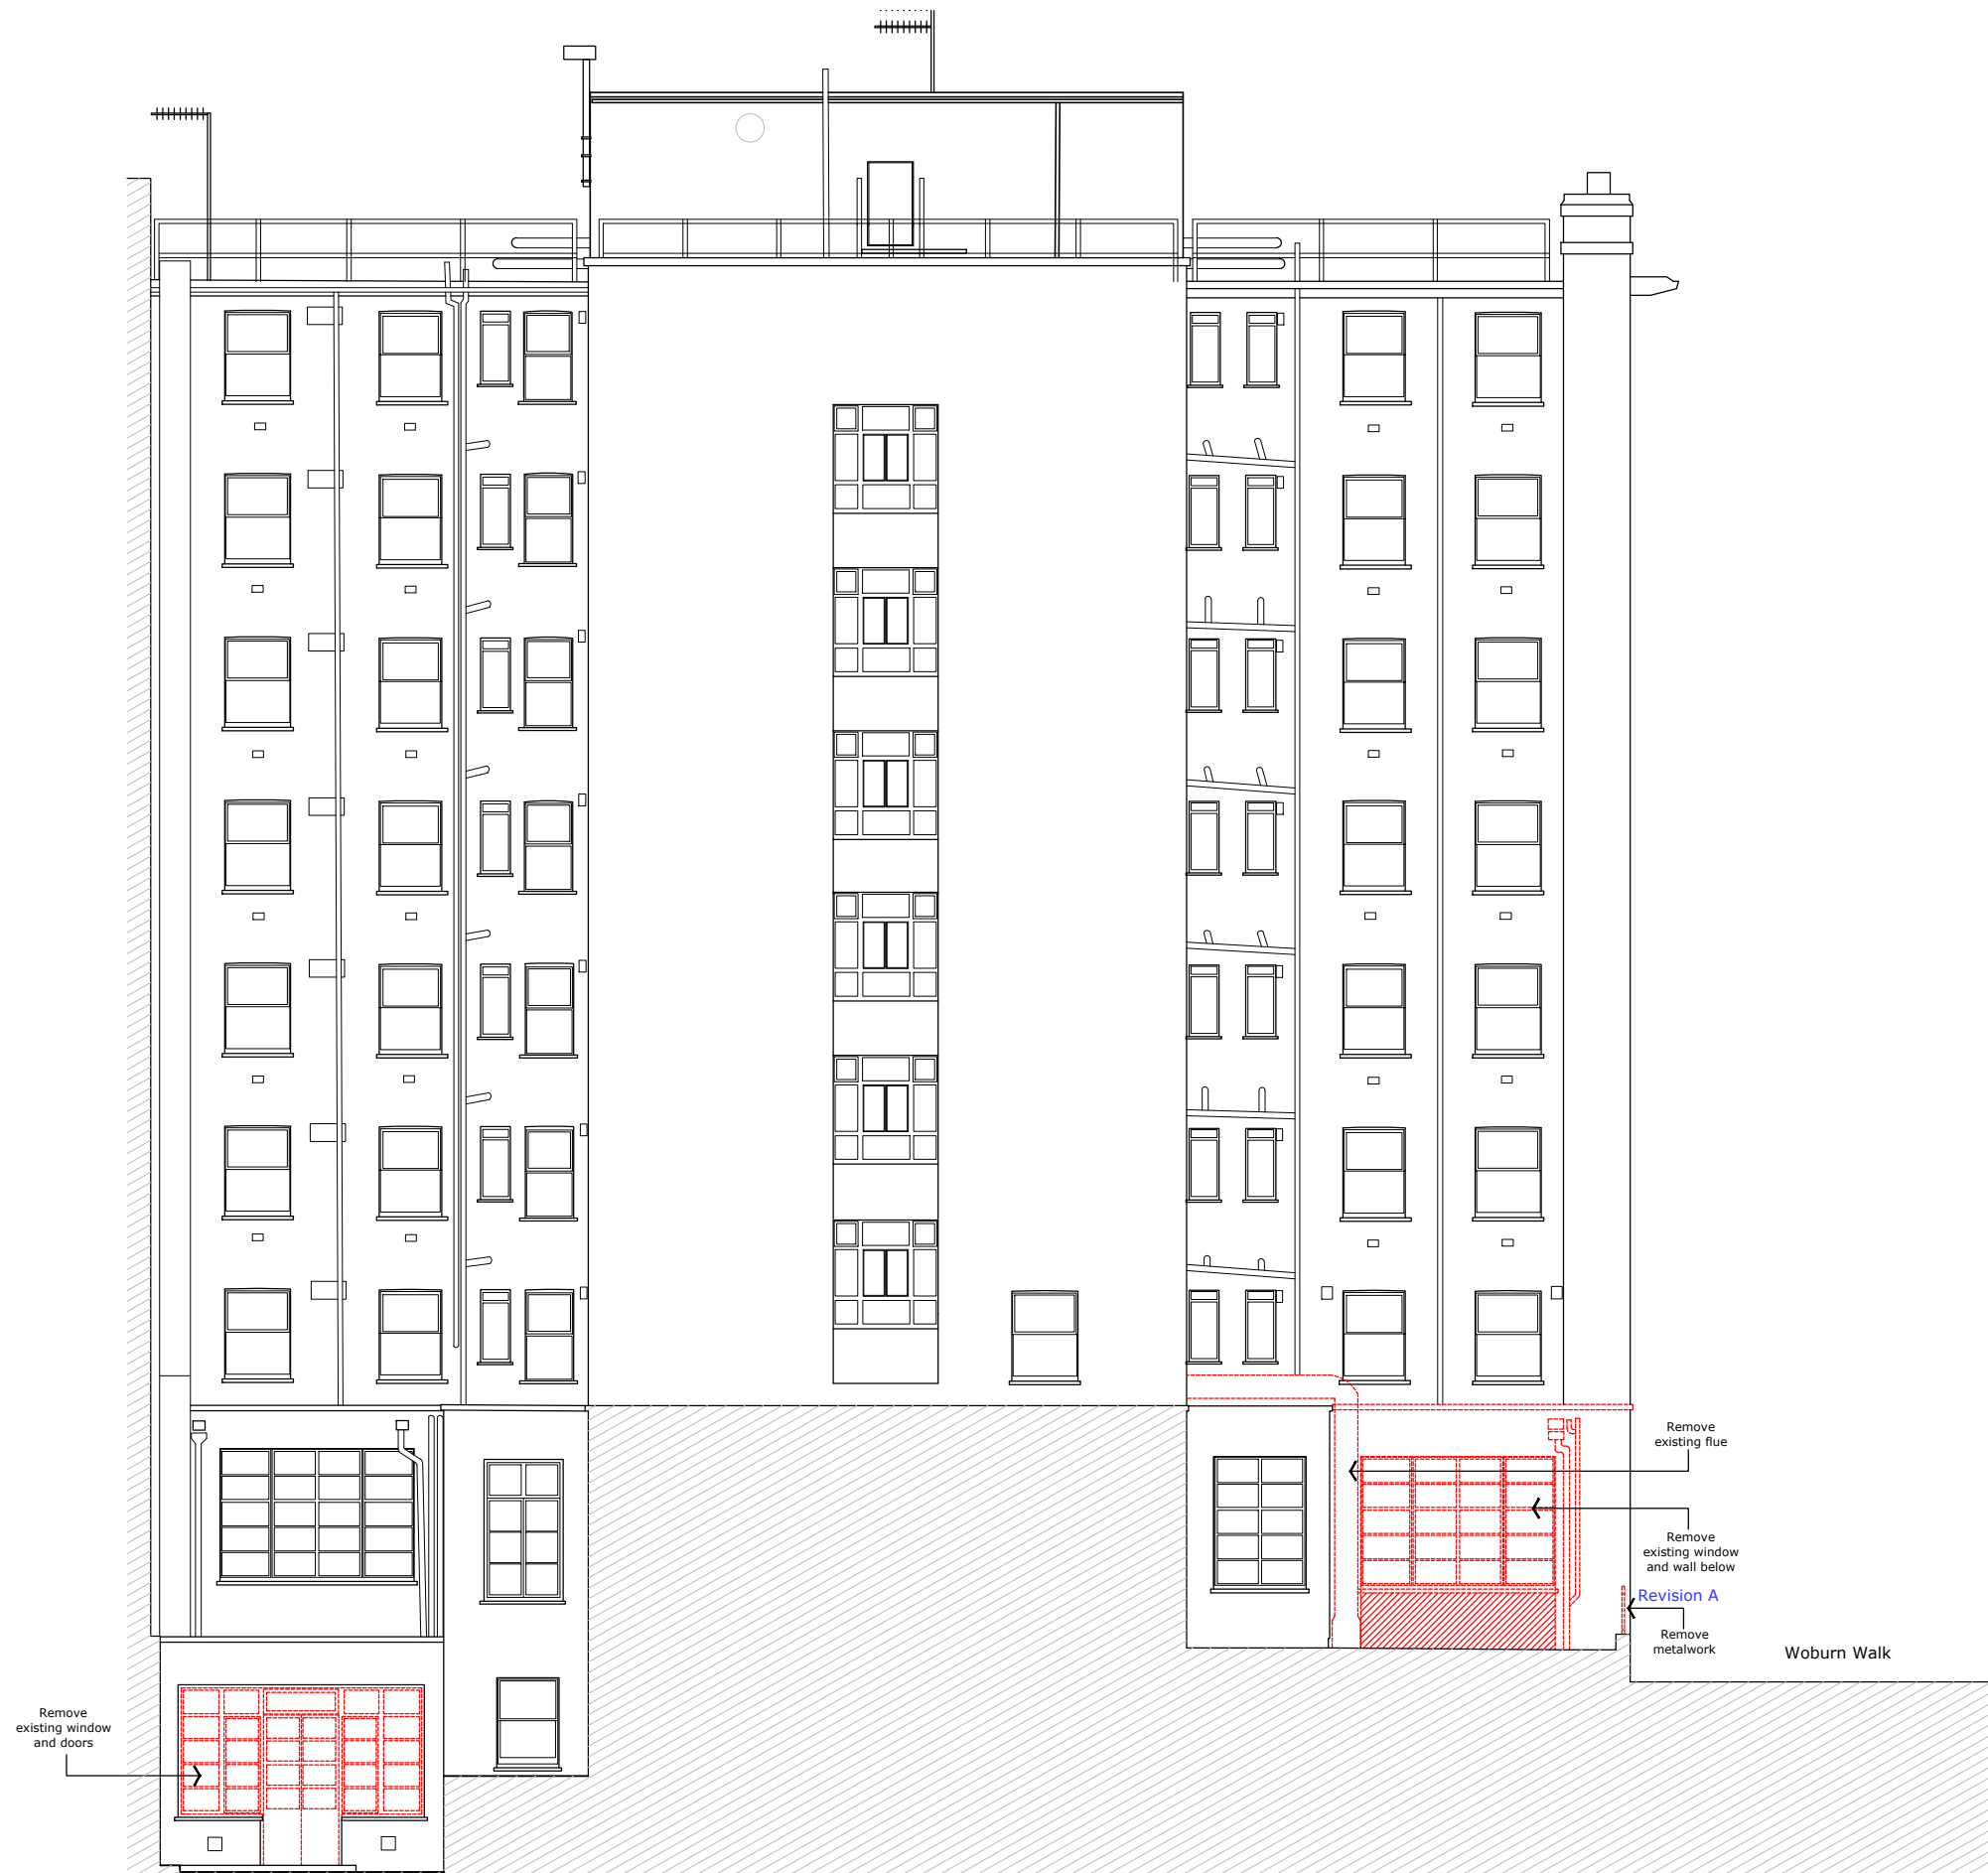 Remove
existing flue
Remove
existing window
and wall below
Revision A
Remove
metalwork
Woburn Walk
Remove
existing window
and doors